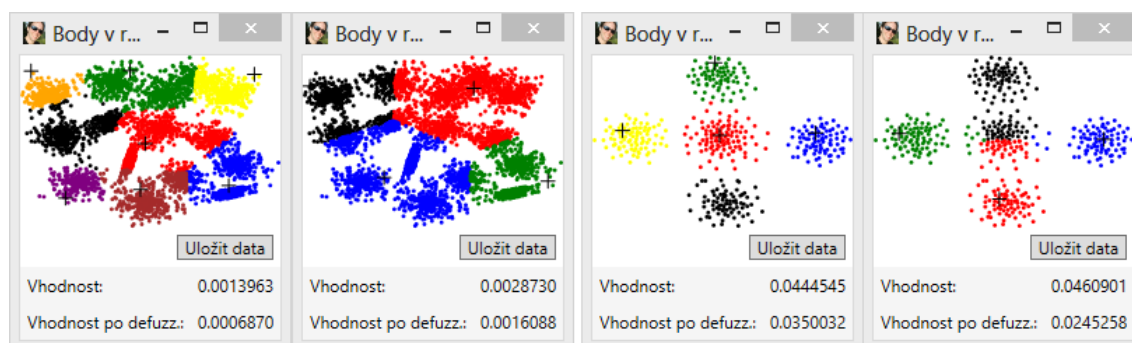 Body v r...
Uložit data
Vhodnost: 0.0013963
Vhodnost po defuzz.: 0.0006870
Body v r...
Uložit data
Vhodnost: 0.0028730
Vhodnost po defuzz.: 0.0016088
Body v r...
Uložit data
Vhodnost: 0.0444545
Vhodnost po defuzz.: 0.0350032
Body v r...
Uložit data
Vhodnost: 0.0460901
Vhodnost po defuzz.: 0.0245258